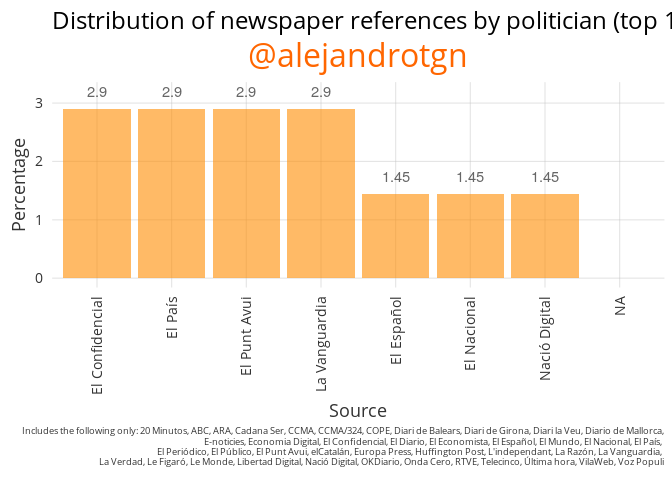 Distribution of newspaper references by politician (top 1
@alejandrotgn
Percentage
3
2
1
0
2.9
2.9
2.9
2.9
1.45
1.45
1.45
El Confidencial
El País
El Punt Avui
La Vanguardia
El Español
El Nacional
Nació Digital
NA
Source
Includes the following only: 20 Minutos, ABC, ARA, Cadana Ser, CCMA, CCMA/324, COPE, Diari de Balears, Diari de Girona, Diari la Veu, Diario de Mallorca,
E-noticies, Economia Digital, El Confidencial, El Diario, El Economista, El Español, El Mundo, El Nacional, El País,
El Periódico, El Público, El Punt Avui, elCatalán, Europa Press, Huffington Post, L'independant, La Razón, La Vanguardia,
La Verdad, Le Figaró, Le Monde, Libertad Digital, Nació Digital, OKDiario, Onda Cero, RTVE, Telecinco, Última hora, VilaWeb, Voz Populi